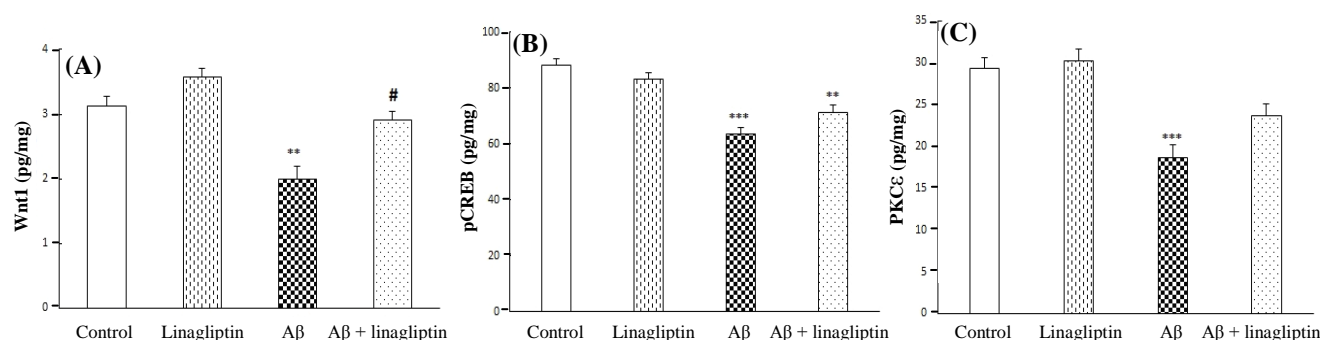 (A)
Wnt1 (pg/mg)
4
3
2
1
0
**
#
Control Linagliptin Aβ Aβ + linagliptin
(B)
pCREB (pg/mg)
100
80
60
40
20
0
***
**
Control Linagliptin Aβ Aβ + linagliptin
(C)
PKCε (pg/mg)
35
30
25
20
15
10
5
0
***
Control Linagliptin Aβ Aβ + linagliptin